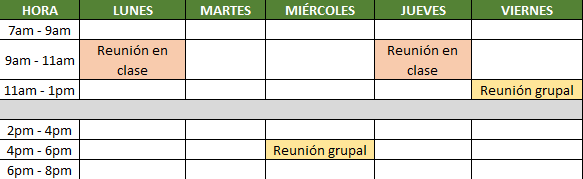 HORA LUNES MARTES MIÉRCOLES JUEVES VIERNES
7am - 9am
9am - 11am Reunión en clase Reunión en clase
11am - 1pm Reunión grupal
2pm - 4pm
4pm - 6pm Reunión grupal
6pm - 8pm